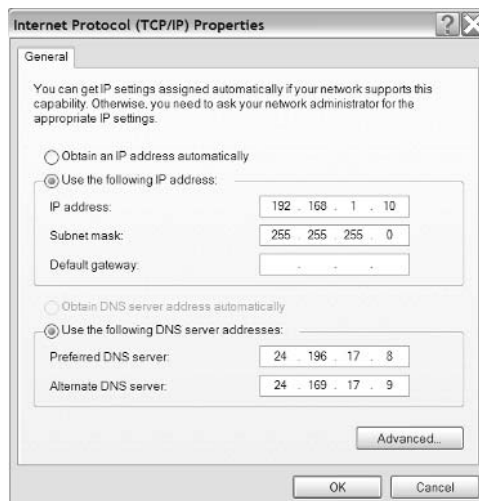 Internet Protocol (TCP/IP) Properties
General
You can get IP settings assigned automatically if your network supports this
capability. Otherwise, you need to ask your network administrator for the
appropriate IP settings.
Obtain an IP address automatically
Use the following IP address:
IP address: 192 . 168 . 1 . 10
Subnet mask: 255 . 255 . 255 . 0
Default gateway: . . .
Obtain DNS server address automatically
Use the following DNS server addresses:
Preferred DNS server: 24 . 196 . 17 . 8
Alternate DNS server: 24 . 169 . 17 . 9
Advanced...
OK Cancel